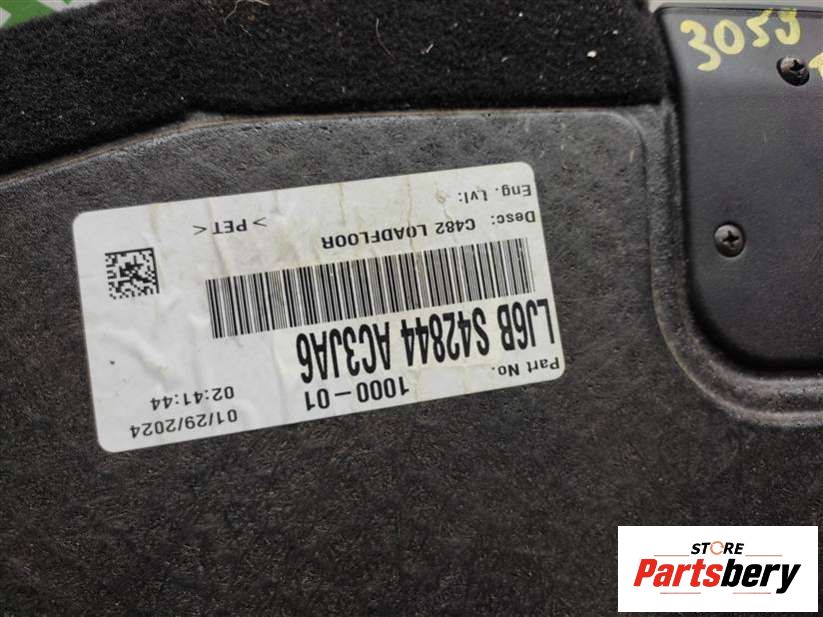 3059
01/29/2024
02:41:44
1000-01
Part No.
LJ6B S42844 AC3JA6
Desc: C482 LOADFLOOR
Eng. Lvl:
> PET <
STORE
Partsbery